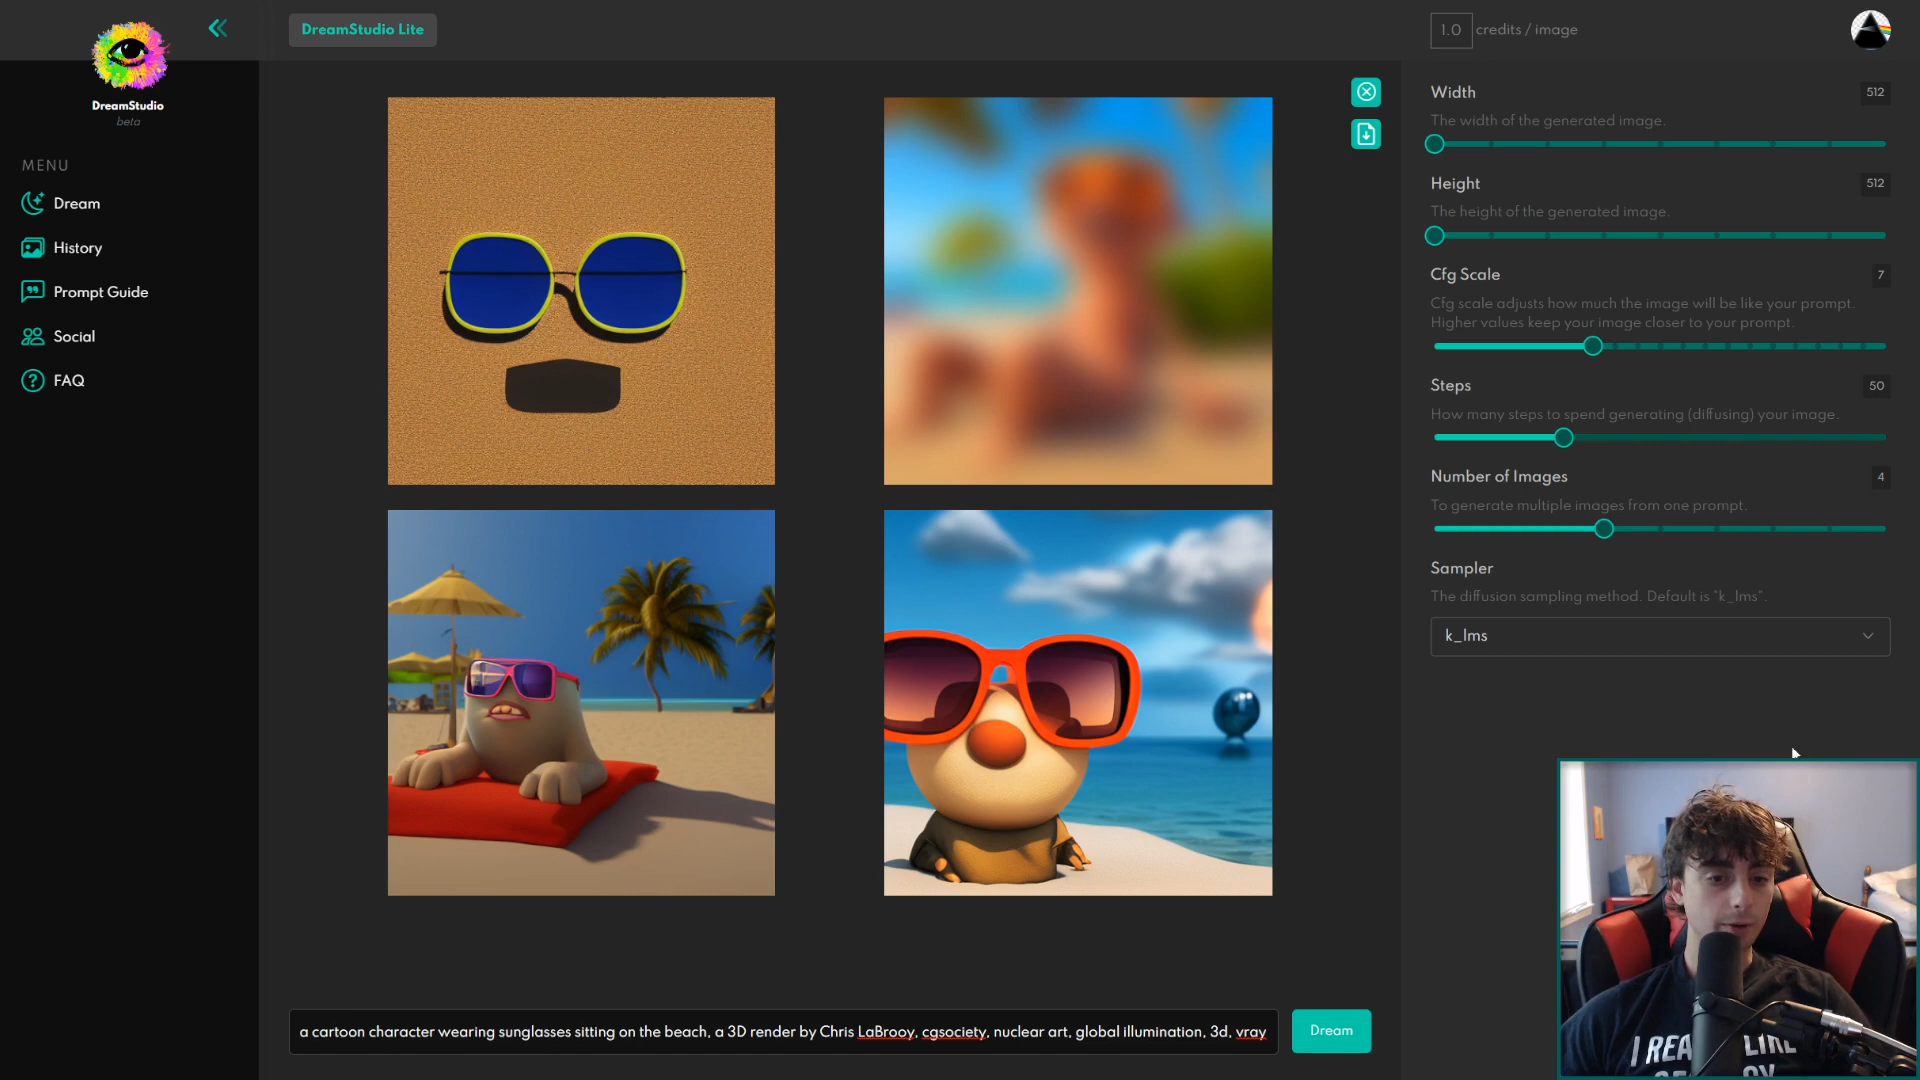 DreamStudio
beta
MENU
Dream
History
Prompt Guide
Social
FAQ
DreamStudio Lite
a cartoon character wearing sunglasses sitting on the beach, a 3D render by Chris LaBrooy, cgsociety, nuclear art, global illumination, 3d, vray
Dream
1.0 credits / image
Width 512
The width of the generated image.
Height 512
The height of the generated image.
Cfg Scale 7
Cfg scale adjusts how much the image will be like your prompt.
Higher values keep your image closer to your prompt.
Steps 50
How many steps to spend generating (diffusing) your image.
Number of Images 4
To generate multiple images from one prompt.
Sampler
The diffusion sampling method. Default is "k_lms".
k_lms